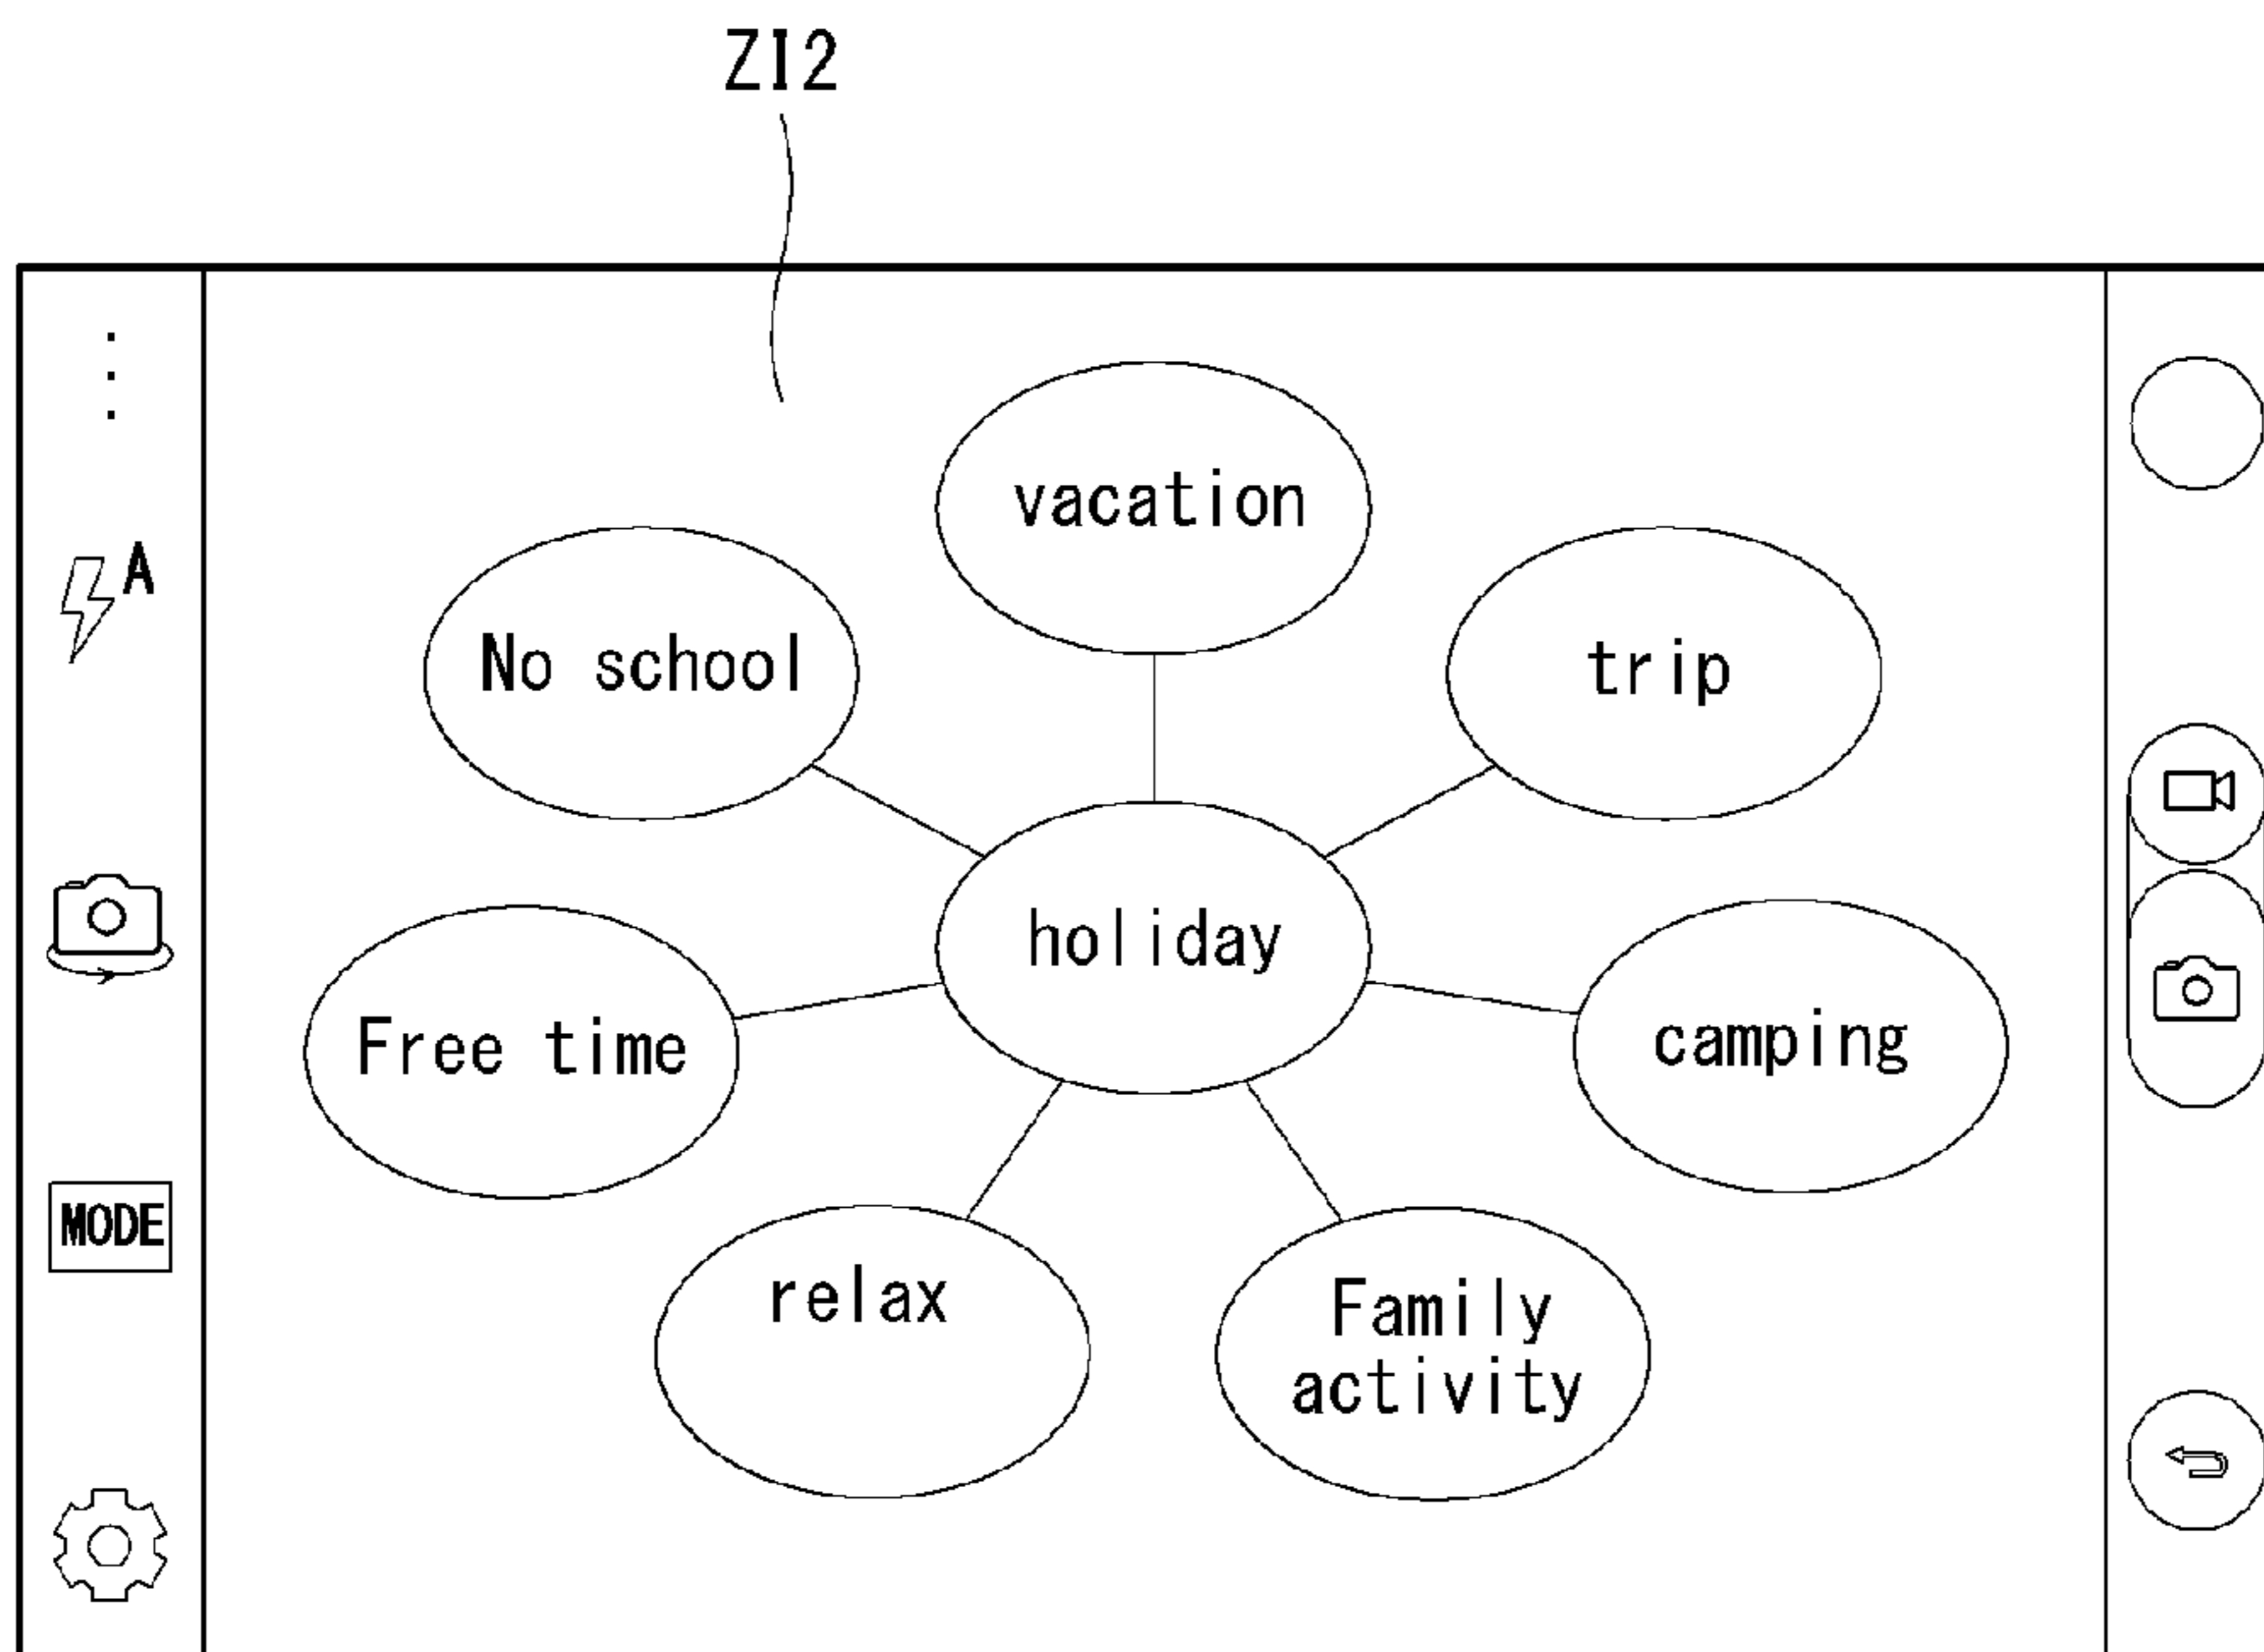 ZI2
A
MODE
vacation
No school
trip
holiday
Free time
camping
relax
Family
activity